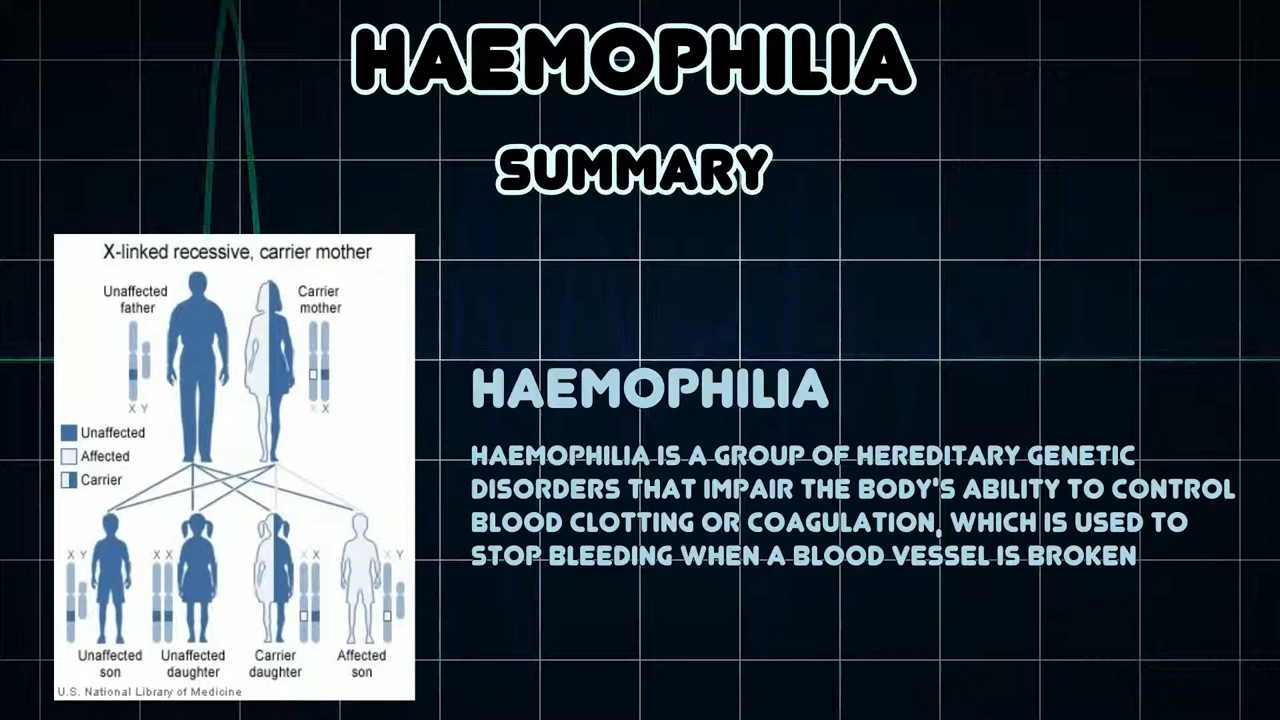 HAEMOPHILIA
SUMMARY
X-linked recessive, carrier mother
Unaffected father
Carrier mother
X Y
X X
Unaffected
Affected
Carrier
X Y
X X
X X
X Y
Unaffected son
Unaffected daughter
Carrier daughter
Affected son
U.S. National Library of Medicine
HAEMOPHILIA
HAEMOPHILIA IS A GROUP OF HEREDITARY GENETIC
DISORDERS THAT IMPAIR THE BODY'S ABILITY TO CONTROL
BLOOD CLOTTING OR COAGULATION, WHICH IS USED TO
STOP BLEEDING WHEN A BLOOD VESSEL IS BROKEN